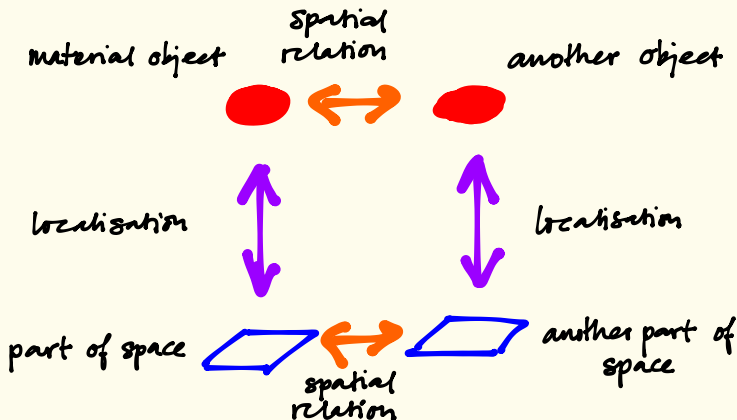 spatial
relation
material object
another object
localisation
localisation
part of space
another part of
space
spatial
relation